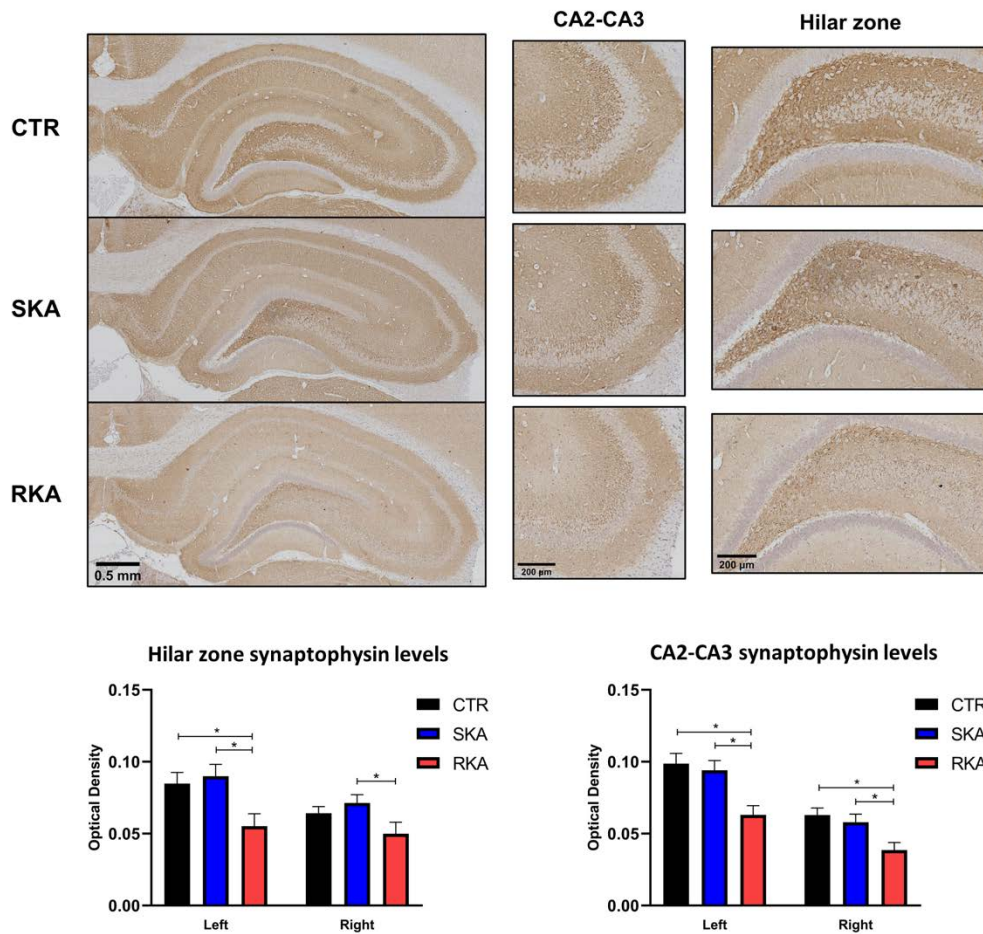 CA2-CA3
Hilar zone
CTR
SKA
RKA
0.5 mm
200 µm
200 µm
Hilar zone synaptophysin levels
0.15
0.10
0.05
0.00
Optical Density
*
*
*
Left
Right
CTR
SKA
RKA
CA2-CA3 synaptophysin levels
0.15
0.10
0.05
0.00
Optical Density
*
*
*
*
Left
Right
CTR
SKA
RKA